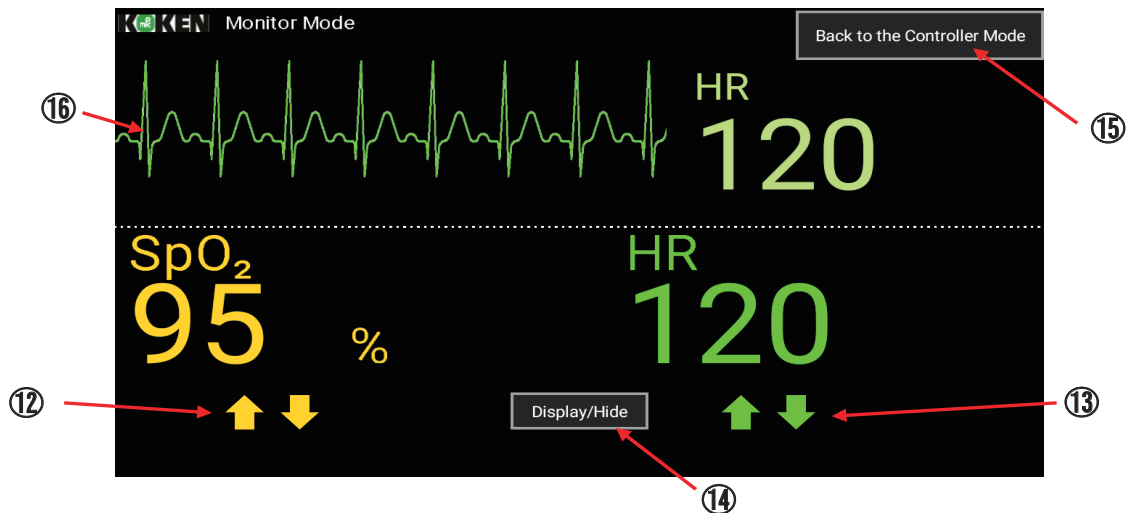 KOKEN Monitor Mode
Back to the Controller Mode
⑯
HR
⑮
120
SpO₂
HR
95 %
120
⑫
Display/Hide
⑬
⑭